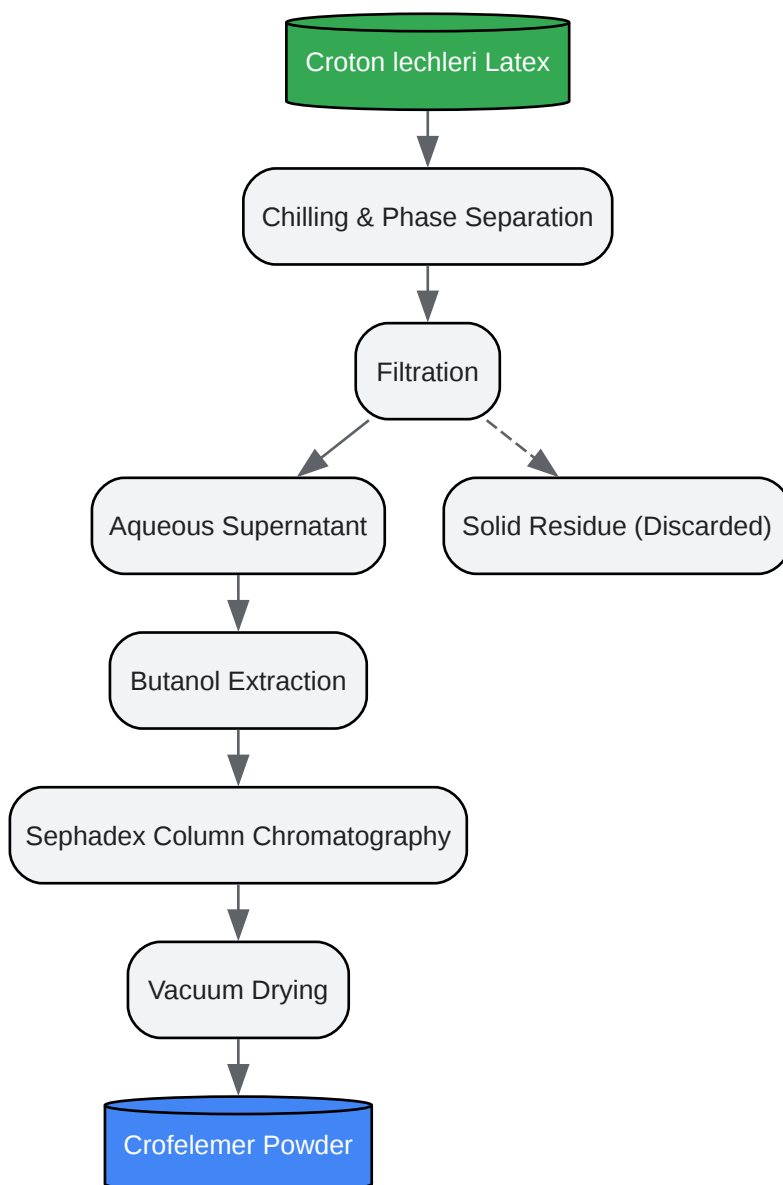 Croton lechleri Latex
Chilling & Phase Separation
Filtration
Aqueous Supernatant
Solid Residue (Discarded)
Butanol Extraction
Sephadex Column Chromatography
Vacuum Drying
Crofelemer Powder